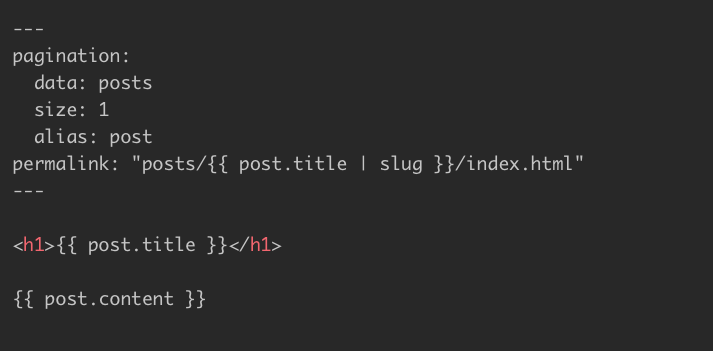 ---
pagination:
  data: posts
  size: 1
  alias: post
permalink: "posts/{{ post.title | slug }}/index.html"
---

<h1>{{ post.title }}</h1>

{{ post.content }}